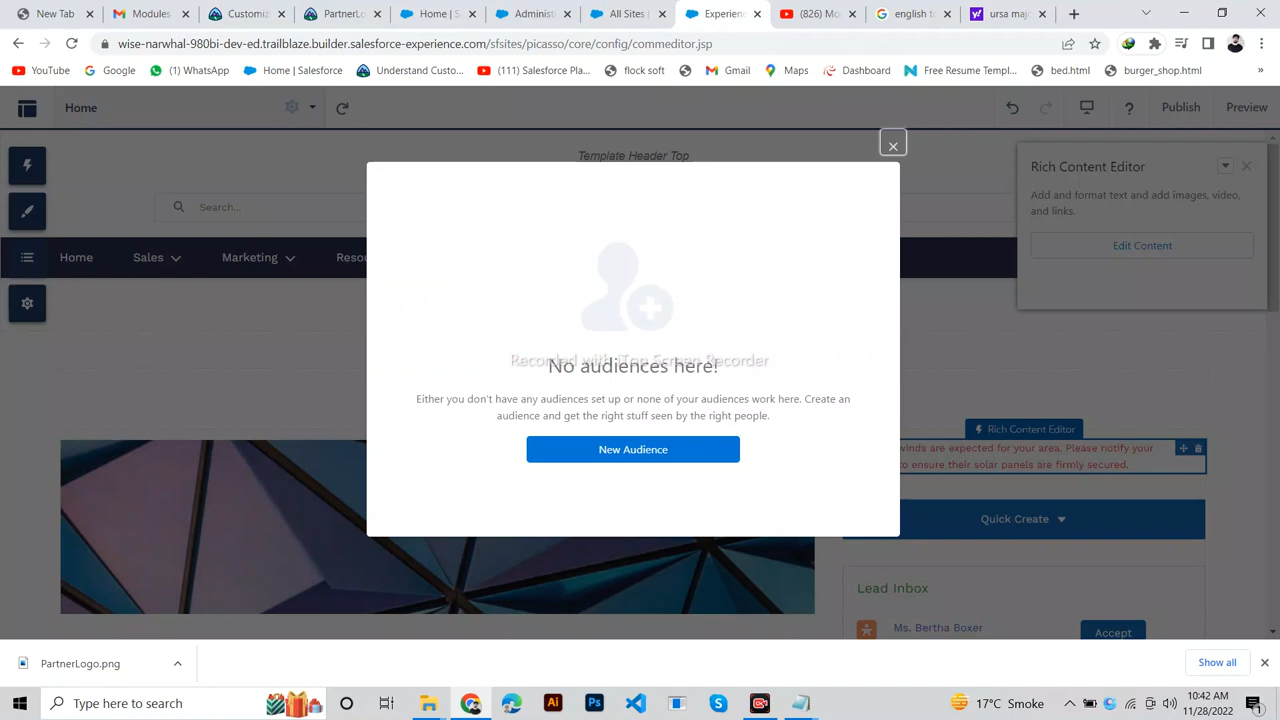 New Tab
Modules
Customiz
PartnerLo
Home | S
Administr
All Sites |
Experienc
(826) Mo
english to
ursa majo
wise-narwhal-980bi-dev-ed.trailblaze.builder.salesforce-experience.com/sfsites/picasso/core/config/commeditor.jsp
YouTube
Google
(1) WhatsApp
Home | Salesforce
Understand Custo...
(111) Salesforce Pla...
flock soft
Gmail
Maps
Dashboard
Free Resume Templ...
bed.html
burger_shop.html
»
Home
Publish
Preview
Template Header Top
Search...
Home
Sales
Marketing
Resou
Rich Content Editor
Add and format text and add images, video,
and links.
Edit Content
Recorded with iTop Screen Recorder
No audiences here!
Either you don't have any audiences set up or none of your audiences work here. Create an
audience and get the right stuff seen by the right people.
New Audience
Rich Content Editor
winds are expected for your area. Please notify your
to ensure their solar panels are firmly secured.
Quick Create
Lead Inbox
Ms. Bertha Boxer
Accept
PartnerLogo.png
Show all
Type here to search
17°C Smoke
10:42 AM
11/28/2022